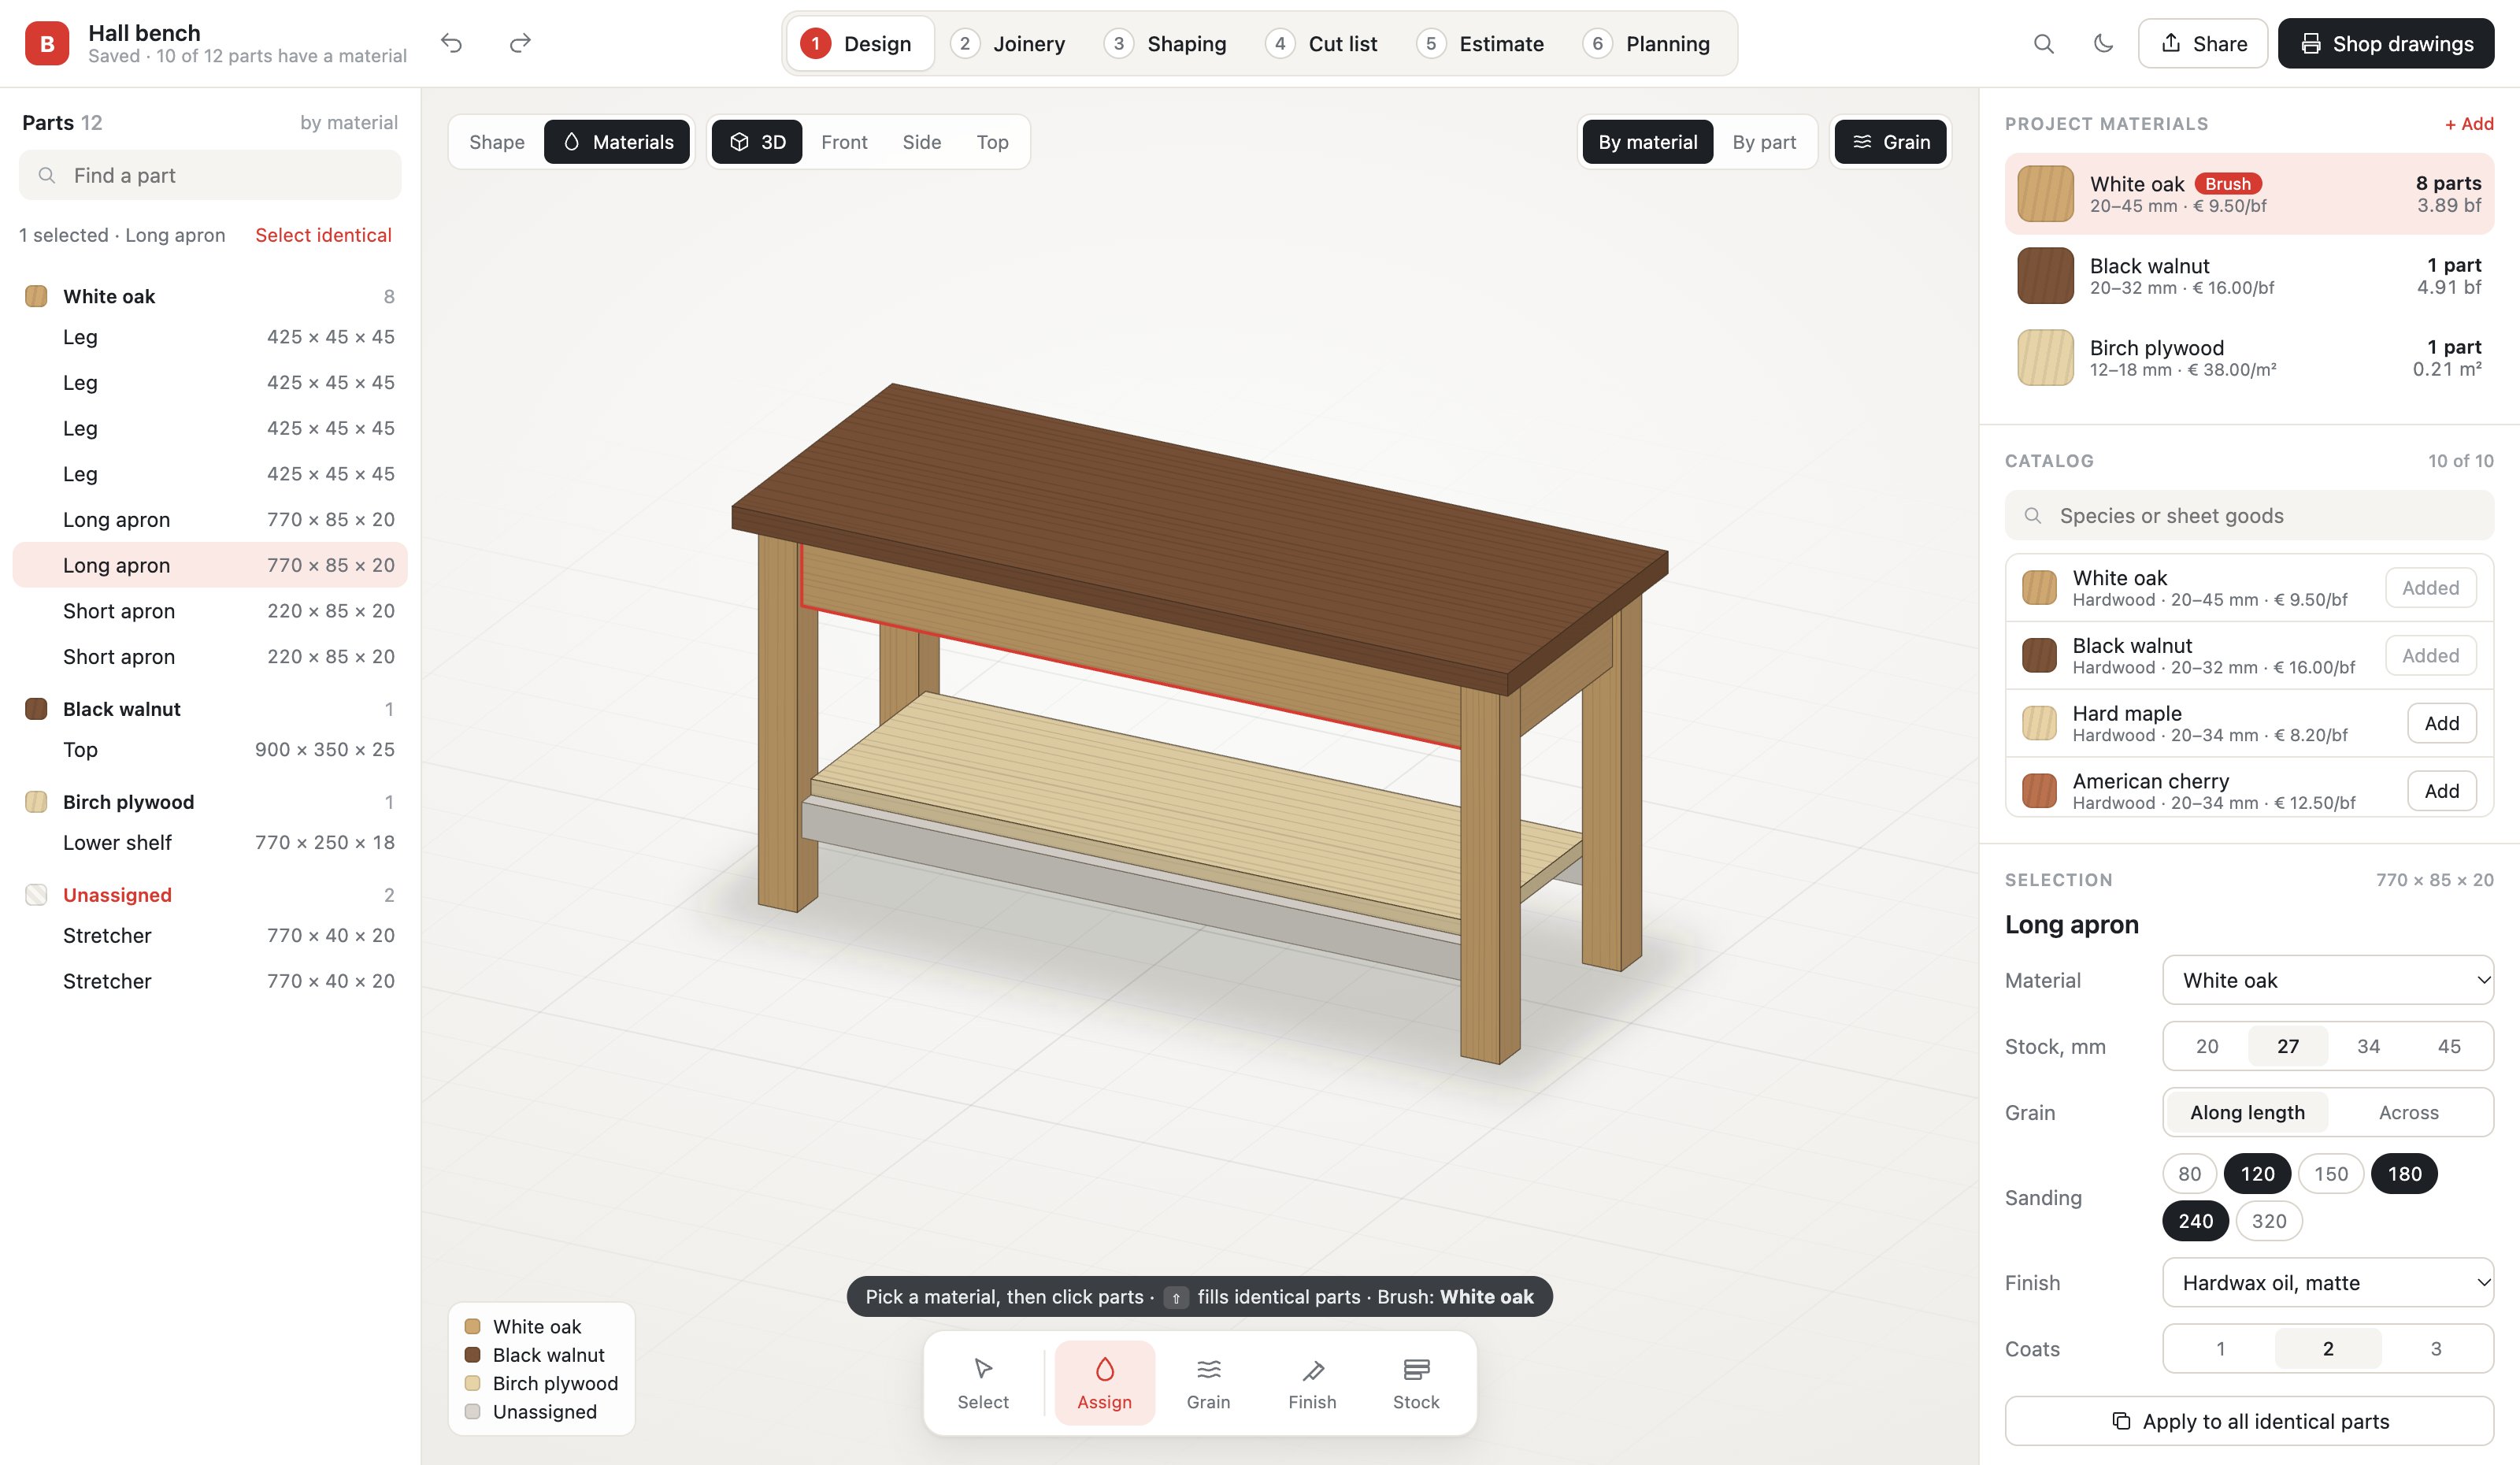 B
Hall bench
Saved · 10 of 12 parts have a material
1 Design
2 Joinery
3 Shaping
4 Cut list
5 Estimate
6 Planning
Share
Shop drawings
Parts 12
by material
Find a part
1 selected · Long apron
Select identical
White oak 8
Leg 425 × 45 × 45
Leg 425 × 45 × 45
Leg 425 × 45 × 45
Leg 425 × 45 × 45
Long apron 770 × 85 × 20
Long apron 770 × 85 × 20
Short apron 220 × 85 × 20
Short apron 220 × 85 × 20
Black walnut 1
Top 900 × 350 × 25
Birch plywood 1
Lower shelf 770 × 250 × 18
Unassigned 2
Stretcher 770 × 40 × 20
Stretcher 770 × 40 × 20
Shape
Materials
3D
Front
Side
Top
By material
By part
Grain
White oak
Black walnut
Birch plywood
Unassigned
Pick a material, then click parts · ⇧ fills identical parts · Brush: White oak
Select
Assign
Grain
Finish
Stock
PROJECT MATERIALS
+ Add
White oak Brush 8 parts
20–45 mm · € 9.50/bf 3.89 bf
Black walnut 1 part
20–32 mm · € 16.00/bf 4.91 bf
Birch plywood 1 part
12–18 mm · € 38.00/m² 0.21 m²
CATALOG
10 of 10
Species or sheet goods
White oak
Hardwood · 20–45 mm · € 9.50/bf
Added
Black walnut
Hardwood · 20–32 mm · € 16.00/bf
Added
Hard maple
Hardwood · 20–34 mm · € 8.20/bf
Add
American cherry
Hardwood · 20–34 mm · € 12.50/bf
Add
SELECTION
770 × 85 × 20
Long apron
Material White oak
Stock, mm 20 27 34 45
Grain Along length Across
Sanding 80 120 150 180
240 320
Finish Hardwax oil, matte
Coats 1 2 3
Apply to all identical parts